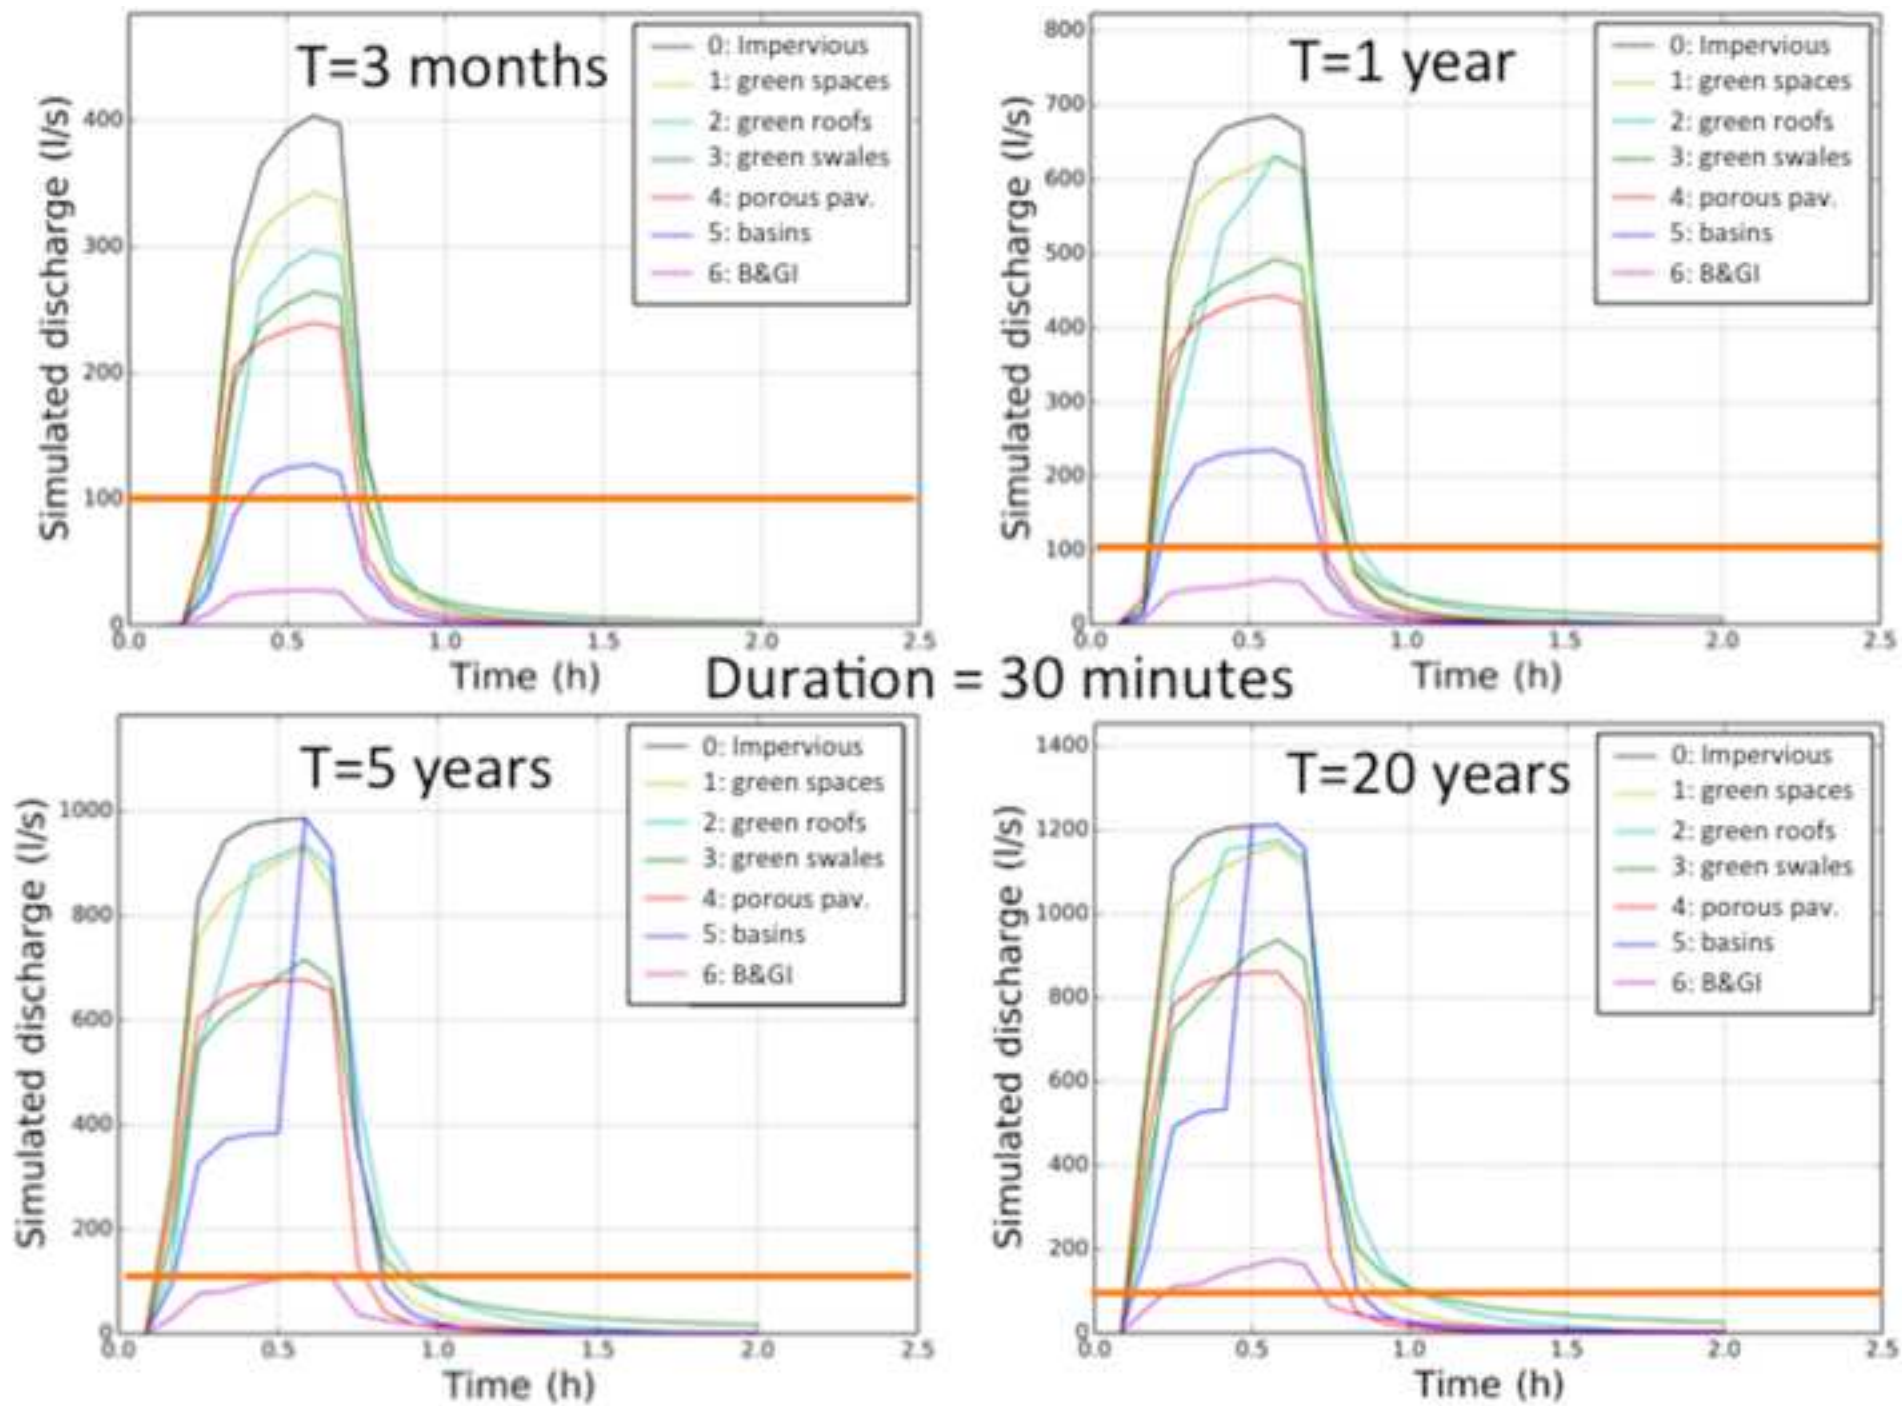 T=3 months
0: Impervious
1: green spaces
2: green roofs
3: green swales
4: porous pav.
5: basins
6: B&GI
Simulated discharge (l/s)
400
300
200
100
0
0.0 0.5 1.0 1.5 2.0 2.5
Time (h)
T=1 year
0: Impervious
1: green spaces
2: green roofs
3: green swales
4: porous pav.
5: basins
6: B&GI
Simulated discharge (l/s)
800
700
600
500
400
300
200
100
0
0.0 0.5 1.0 1.5 2.0 2.5
Time (h)
Duration = 30 minutes
T=5 years
0: Impervious
1: green spaces
2: green roofs
3: green swales
4: porous pav.
5: basins
6: B&GI
Simulated discharge (l/s)
1000
800
600
400
200
0
0.0 0.5 1.0 1.5 2.0 2.5
Time (h)
T=20 years
0: Impervious
1: green spaces
2: green roofs
3: green swales
4: porous pav.
5: basins
6: B&GI
Simulated discharge (l/s)
1400
1200
1000
800
600
400
200
0
0.0 0.5 1.0 1.5 2.0 2.5
Time (h)